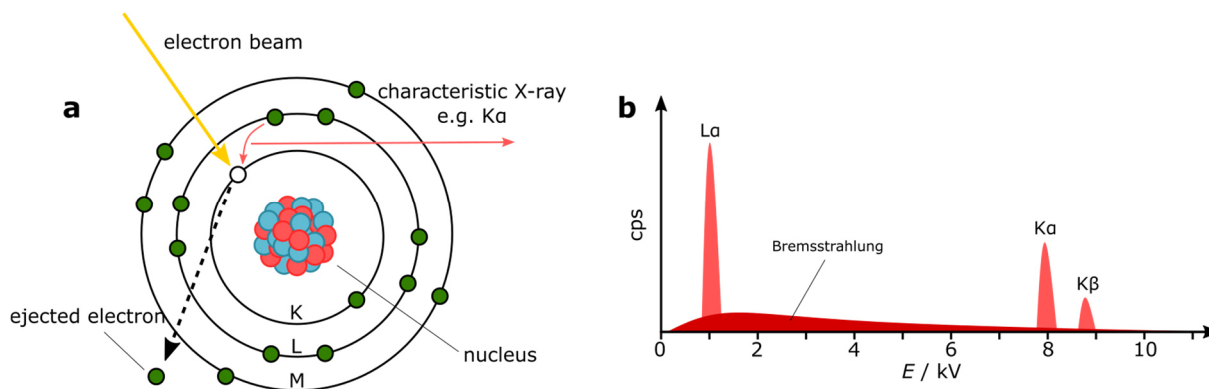 a
electron beam
characteristic X-ray
e.g. Kα
K
L
M
ejected electron
nucleus
b
cps
Lα
Bremsstrahlung
Kα
Kβ
0 2 4 6 8 10
E / kV